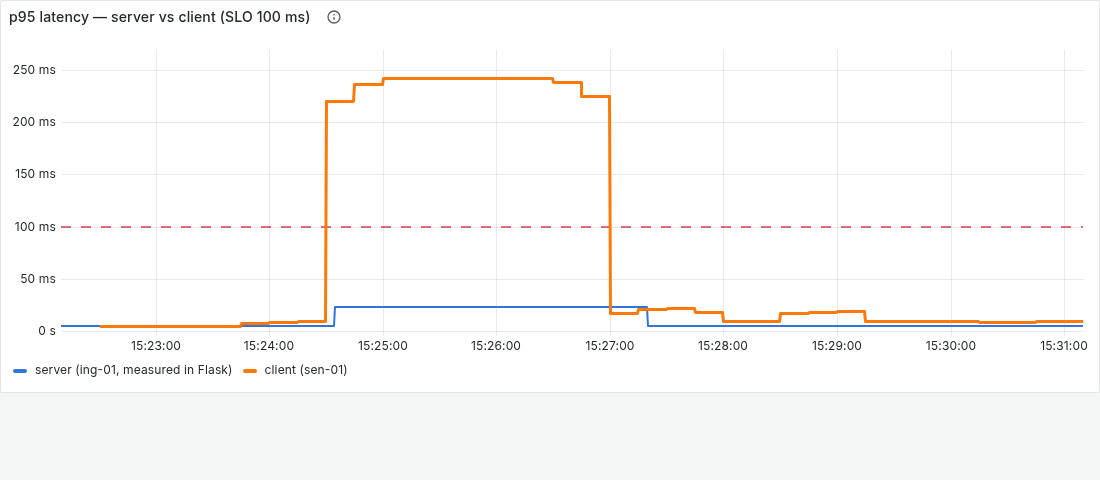 p95 latency — server vs client (SLO 100 ms)
250 ms
200 ms
150 ms
100 ms
50 ms
0 s
15:23:00 15:24:00 15:25:00 15:26:00 15:27:00 15:28:00 15:29:00 15:30:00 15:31:00
server (ing-01, measured in Flask) client (sen-01)